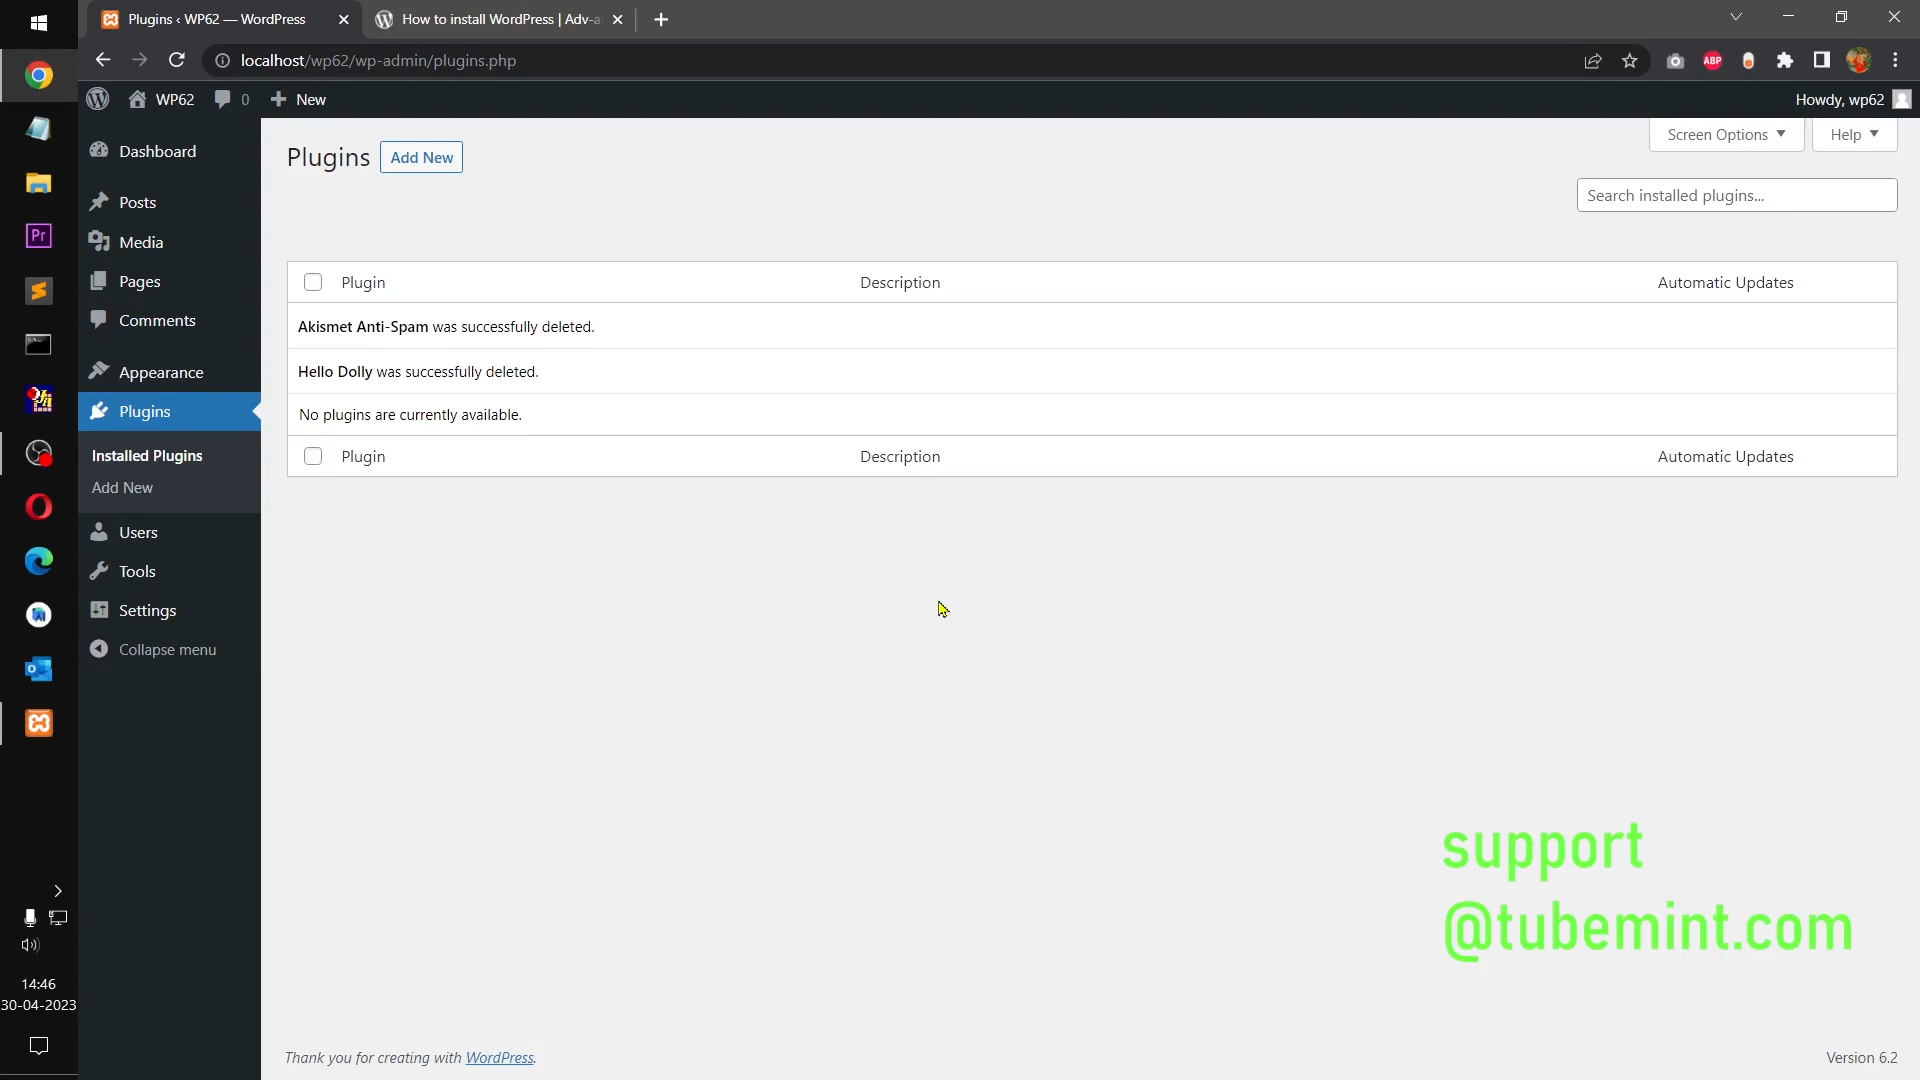 Plugins ‹ WP62 — WordPress
How to install WordPress | Adv-a
localhost/wp62/wp-admin/plugins.php
ABP
WP62
0
New
Howdy, wp62
Screen Options
Help
Dashboard
Posts
Media
Pages
Comments
Appearance
Plugins
Installed Plugins
Add New
Users
Tools
Settings
Collapse menu
Plugins
Add New
Search installed plugins...
Plugin Description Automatic Updates
Akismet Anti-Spam was successfully deleted.
Hello Dolly was successfully deleted.
No plugins are currently available.
Plugin Description Automatic Updates
support
@tubemint.com
Pr
14:46
30-04-2023
Thank you for creating with WordPress.
Version 6.2